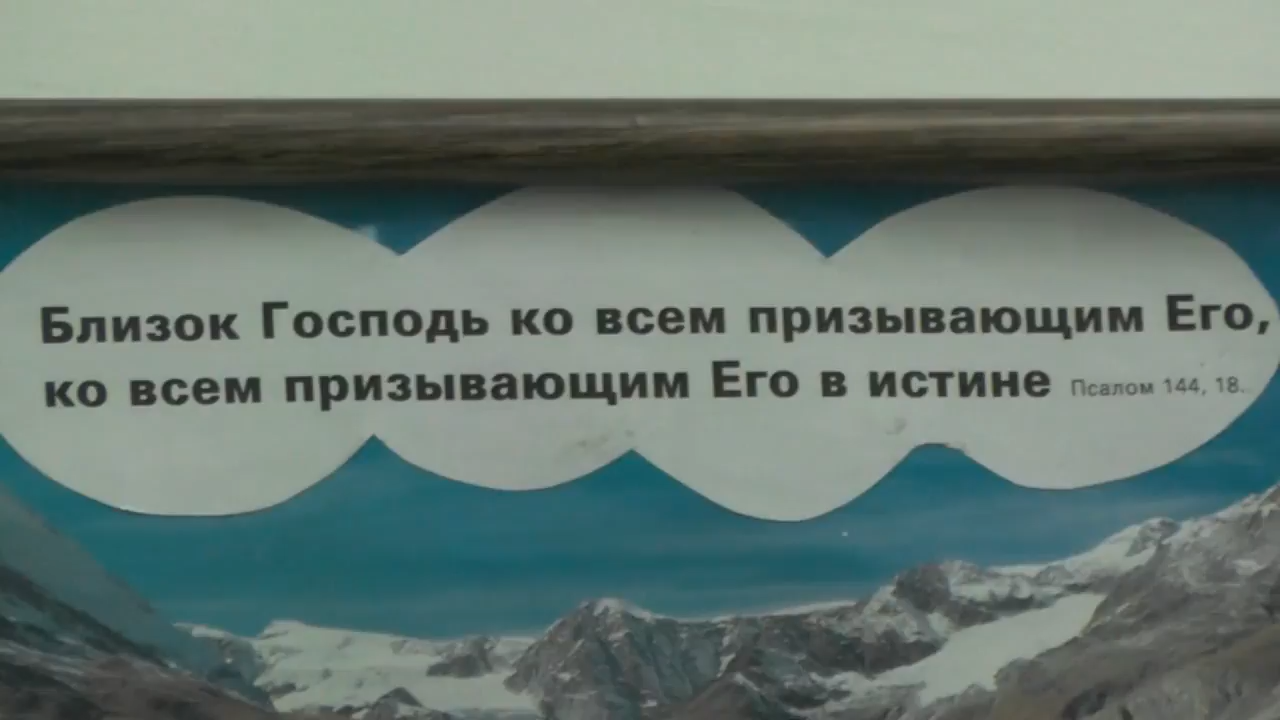 Близок Господь ко всем призывающим Его,
ко всем призывающим Его в истине Псалом 144, 18.